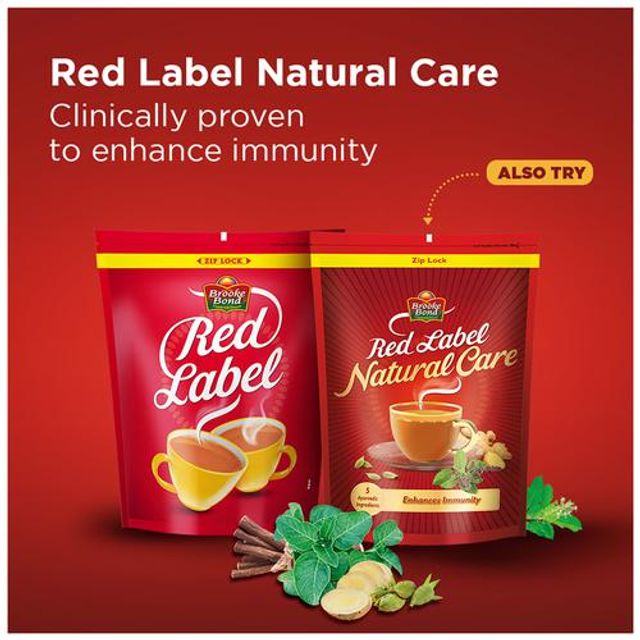 Red Label Natural Care
Clinically proven
to enhance immunity
ALSO TRY
ZIP LOCK
Brooke
Bond
Red
Label
Zip Lock
Brooke
Bond
Red Label
Natural Care
5
Ayurvedic
Ingredients
Enhances Immunity